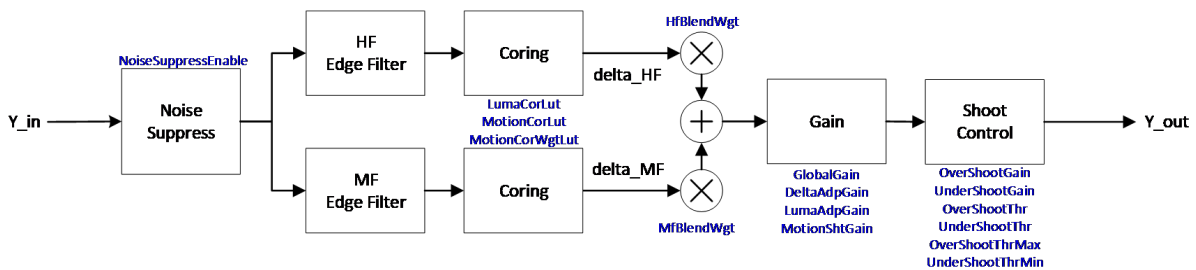 Y_in
NoiseSuppressEnable
Noise
Suppress
HF
Edge Filter
Coring
LumaCorLut
MotionCorLut
MotionCorWgtLut
delta_HF
HfBlendWgt
MF
Edge Filter
Coring
delta_MF
MfBlendWgt
Gain
GlobalGain
DeltaAdpGain
LumaAdpGain
MotionShtGain
Shoot
Control
OverShootGain
UnderShootGain
OverShootThr
UnderShootThr
OverShootThrMax
UnderShootThrMin
Y_out